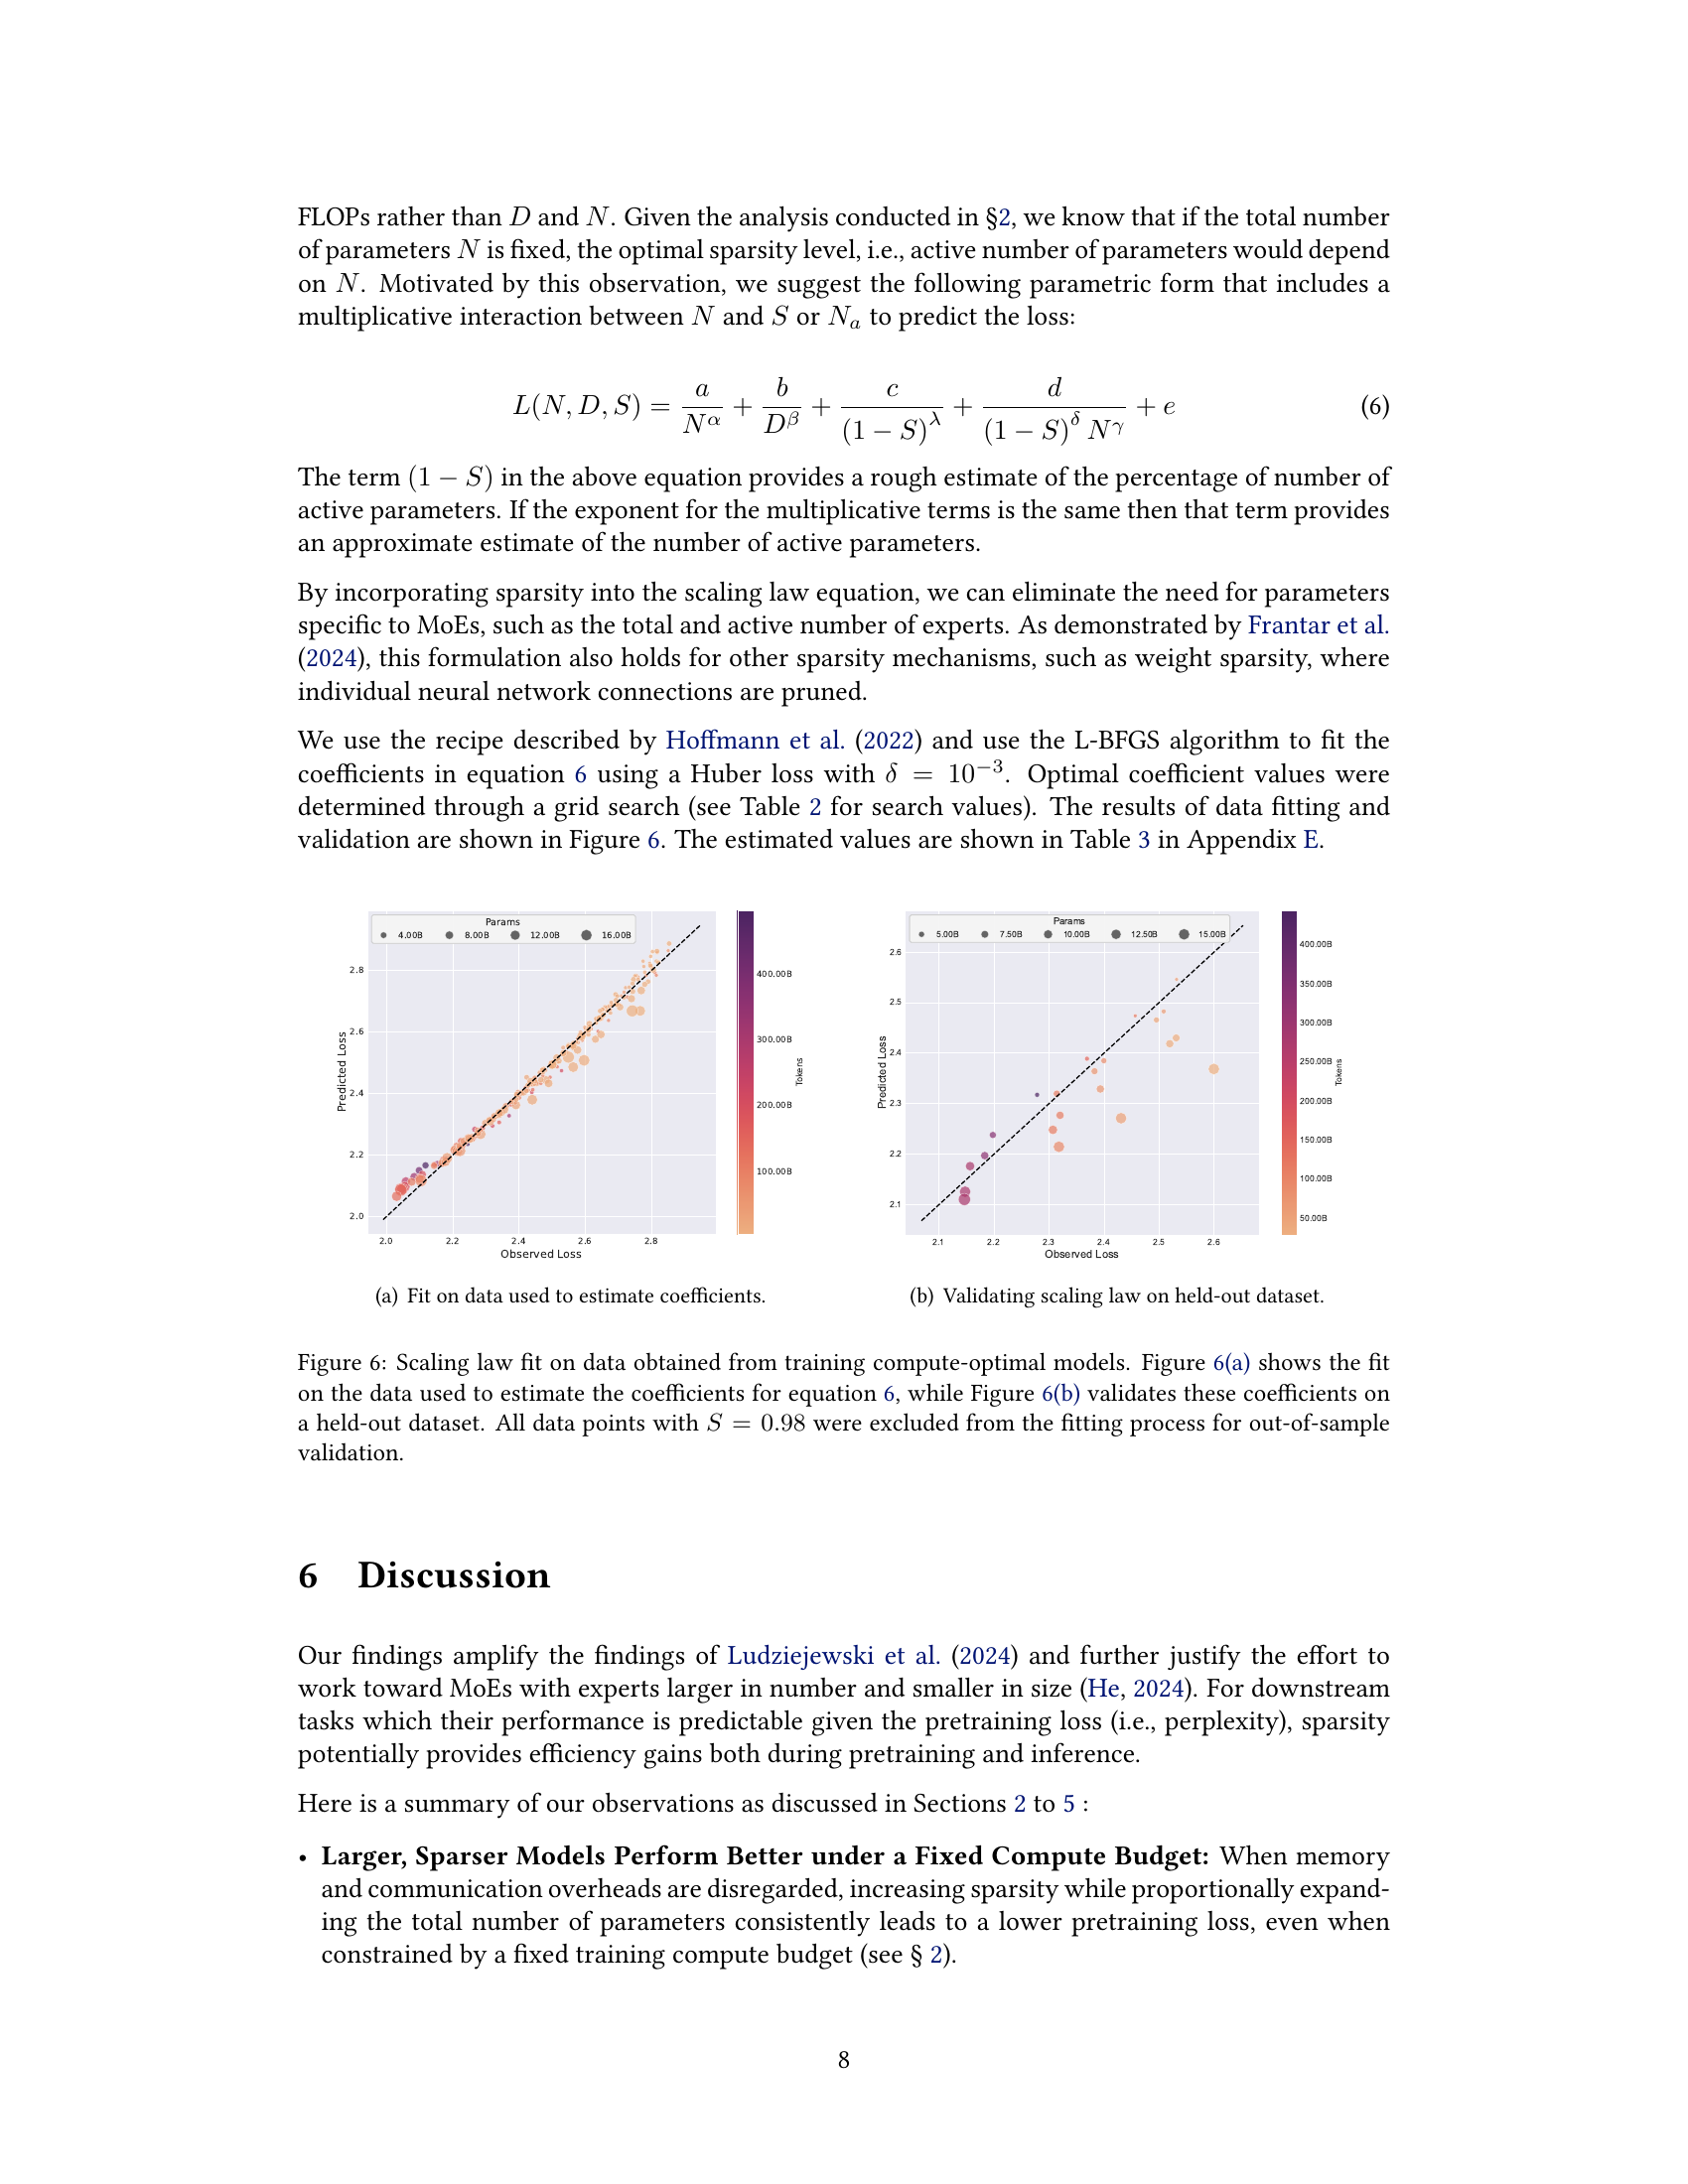 FLOPs rather than D and N. Given the analysis conducted in §2, we know that if the total number
of parameters N is fixed, the optimal sparsity level, i.e., active number of parameters would depend
on N. Motivated by this observation, we suggest the following parametric form that includes a
multiplicative interaction between N and S or N_a to predict the loss:
L(N, D, S) = a/N^α + b/D^β + c/(1 − S)^λ + d/((1 − S)^δ N^γ) + e (6)
The term (1 − S) in the above equation provides a rough estimate of the percentage of number of
active parameters. If the exponent for the multiplicative terms is the same then that term provides
an approximate estimate of the number of active parameters.
By incorporating sparsity into the scaling law equation, we can eliminate the need for parameters
specific to MoEs, such as the total and active number of experts. As demonstrated by Frantar et al.
(2024), this formulation also holds for other sparsity mechanisms, such as weight sparsity, where
individual neural network connections are pruned.
We use the recipe described by Hoffmann et al. (2022) and use the L-BFGS algorithm to fit the
coefficients in equation 6 using a Huber loss with δ = 10^−3. Optimal coefficient values were
determined through a grid search (see Table 2 for search values). The results of data fitting and
validation are shown in Figure 6. The estimated values are shown in Table 3 in Appendix E.
Params
4.00B 8.00B 12.00B 16.00B
2.8
2.6
2.4
2.2
2.0
Predicted Loss
2.0 2.2 2.4 2.6 2.8
Observed Loss
400.00B
300.00B
200.00B
100.00B
Tokens
(a) Fit on data used to estimate coefficients.
Params
5.00B 7.50B 10.00B 12.50B 15.00B
2.6
2.5
2.4
2.3
2.2
2.1
Predicted Loss
2.1 2.2 2.3 2.4 2.5 2.6
Observed Loss
400.00B
350.00B
300.00B
250.00B
200.00B
150.00B
100.00B
50.00B
Tokens
(b) Validating scaling law on held-out dataset.
Figure 6: Scaling law fit on data obtained from training compute-optimal models. Figure 6(a) shows the fit
on the data used to estimate the coefficients for equation 6, while Figure 6(b) validates these coefficients on
a held-out dataset. All data points with S = 0.98 were excluded from the fitting process for out-of-sample
validation.
6 Discussion
Our findings amplify the findings of Ludziejewski et al. (2024) and further justify the effort to
work toward MoEs with experts larger in number and smaller in size (He, 2024). For downstream
tasks which their performance is predictable given the pretraining loss (i.e., perplexity), sparsity
potentially provides efficiency gains both during pretraining and inference.
Here is a summary of our observations as discussed in Sections 2 to 5 :
• Larger, Sparser Models Perform Better under a Fixed Compute Budget: When memory
and communication overheads are disregarded, increasing sparsity while proportionally expand-
ing the total number of parameters consistently leads to a lower pretraining loss, even when
constrained by a fixed training compute budget (see § 2).
8